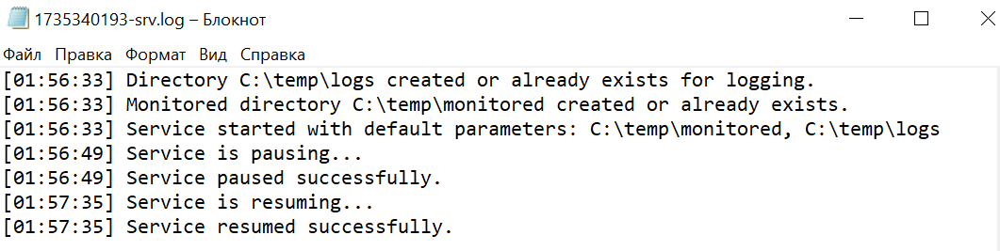 1735340193-srv.log – Блокнот
Файл Правка Формат Вид Справка
[01:56:33] Directory C:\temp\logs created or already exists for logging.
[01:56:33] Monitored directory C:\temp\monitored created or already exists.
[01:56:33] Service started with default parameters: C:\temp\monitored, C:\temp\logs
[01:56:49] Service is pausing...
[01:56:49] Service paused successfully.
[01:57:35] Service is resuming...
[01:57:35] Service resumed successfully.